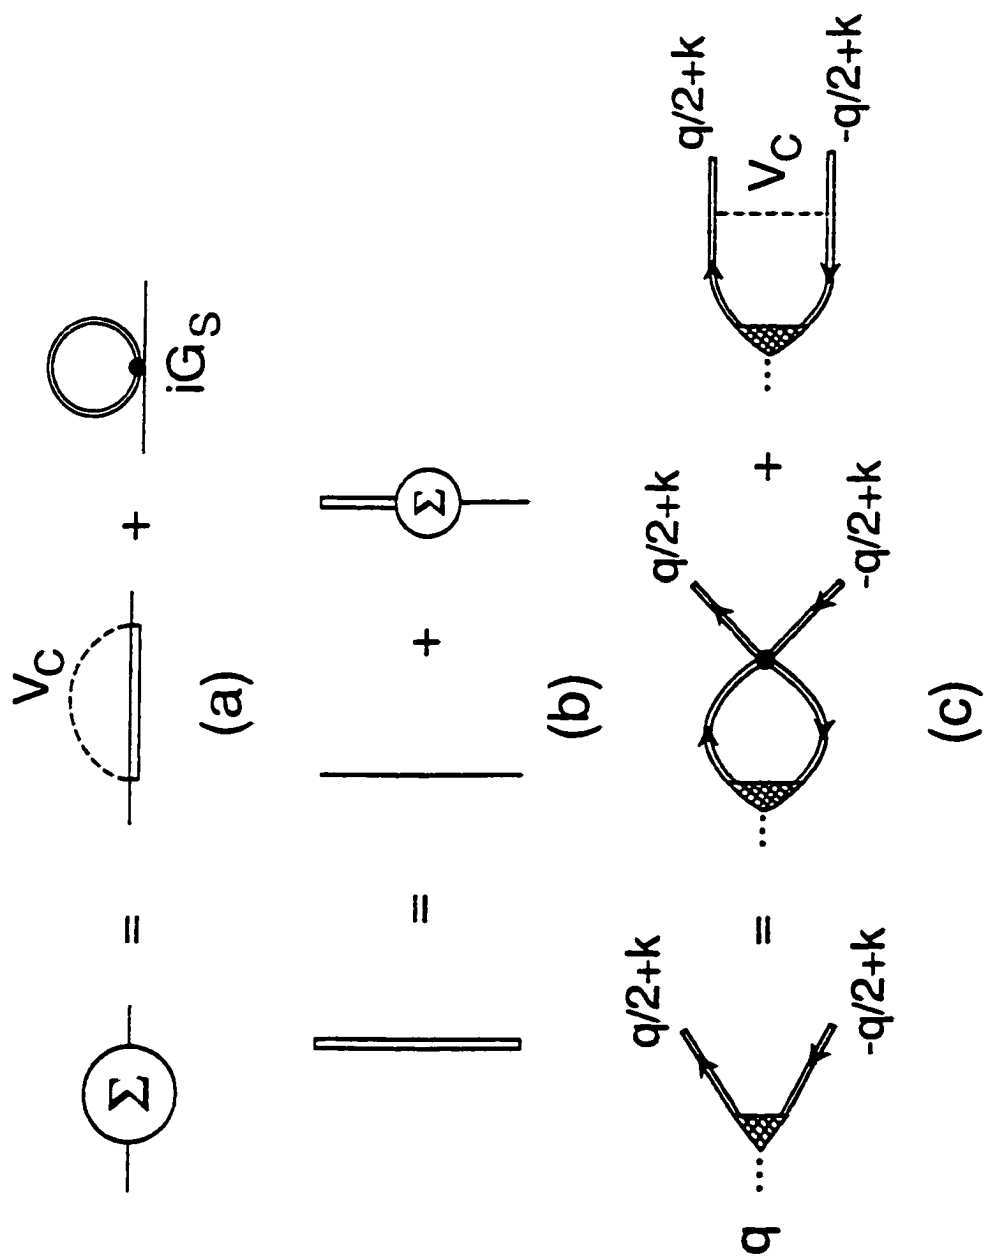 Σ = V_C + iG_S
(a)
= + Σ
(b)
q q/2+k -q/2+k = q/2+k -q/2+k + q/2+k -q/2+k V_C
(c)